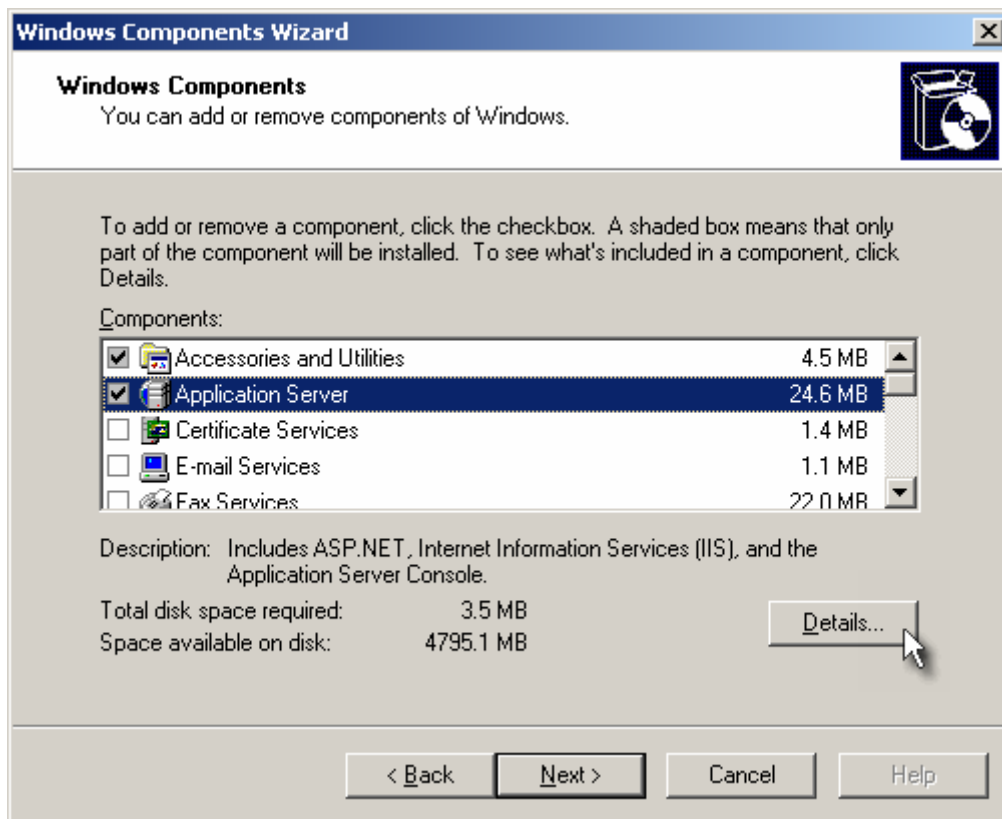 Windows Components Wizard
Windows Components
You can add or remove components of Windows.
To add or remove a component, click the checkbox. A shaded box means that only
part of the component will be installed. To see what's included in a component, click
Details.
Components:
Accessories and Utilities 4.5 MB
Application Server 24.6 MB
Certificate Services 1.4 MB
E-mail Services 1.1 MB
Fax Services 22.0 MB
Description: Includes ASP.NET, Internet Information Services (IIS), and the
Application Server Console.
Total disk space required: 3.5 MB
Space available on disk: 4795.1 MB
Details...
< Back Next > Cancel Help